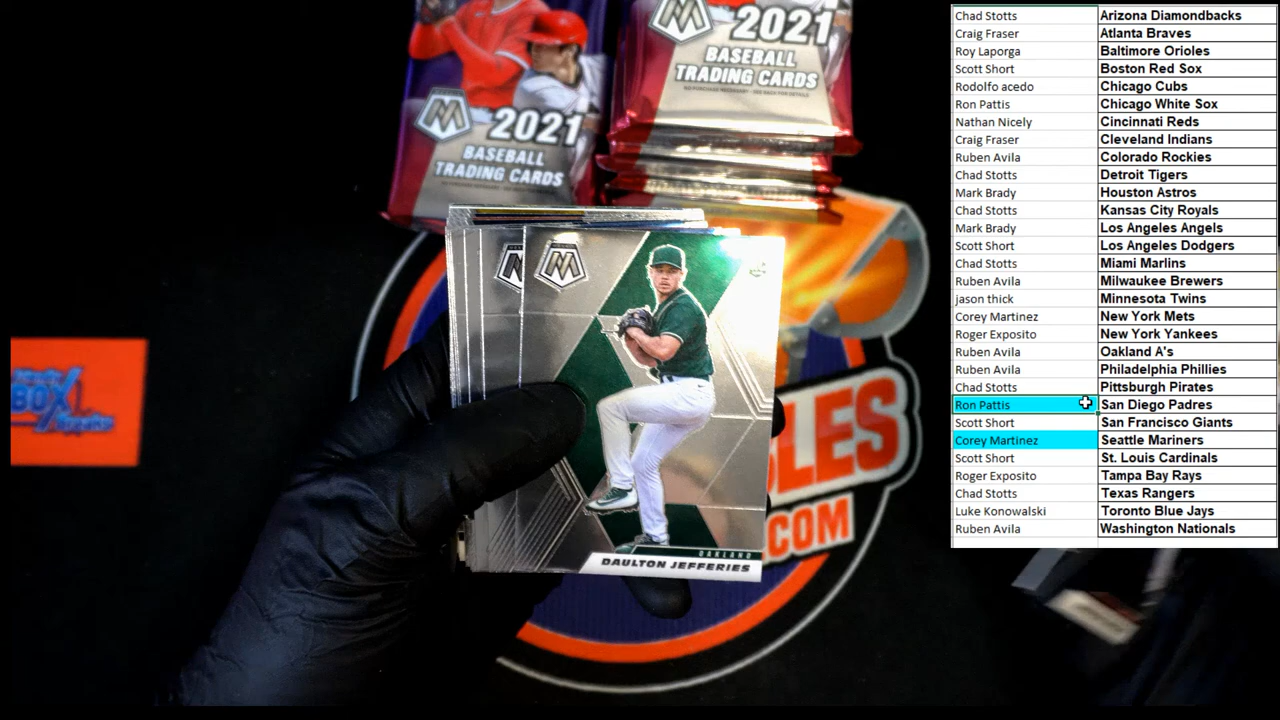 2021
BASEBALL
TRADING CARDS
2021
BASEBALL
TRADING CARDS
OAKLAND
DAULTON JEFFERIES
BOX
LES
COM
Chad Stotts Arizona Diamondbacks
Craig Fraser Atlanta Braves
Roy Laporga Baltimore Orioles
Scott Short Boston Red Sox
Rodolfo acedo Chicago Cubs
Ron Pattis Chicago White Sox
Nathan Nicely Cincinnati Reds
Craig Fraser Cleveland Indians
Ruben Avila Colorado Rockies
Chad Stotts Detroit Tigers
Mark Brady Houston Astros
Chad Stotts Kansas City Royals
Mark Brady Los Angeles Angels
Scott Short Los Angeles Dodgers
Chad Stotts Miami Marlins
Ruben Avila Milwaukee Brewers
jason thick Minnesota Twins
Corey Martinez New York Mets
Roger Exposito New York Yankees
Ruben Avila Oakland A's
Ruben Avila Philadelphia Phillies
Chad Stotts Pittsburgh Pirates
Ron Pattis San Diego Padres
Scott Short San Francisco Giants
Corey Martinez Seattle Mariners
Scott Short St. Louis Cardinals
Roger Exposito Tampa Bay Rays
Chad Stotts Texas Rangers
Luke Konowalski Toronto Blue Jays
Ruben Avila Washington Nationals